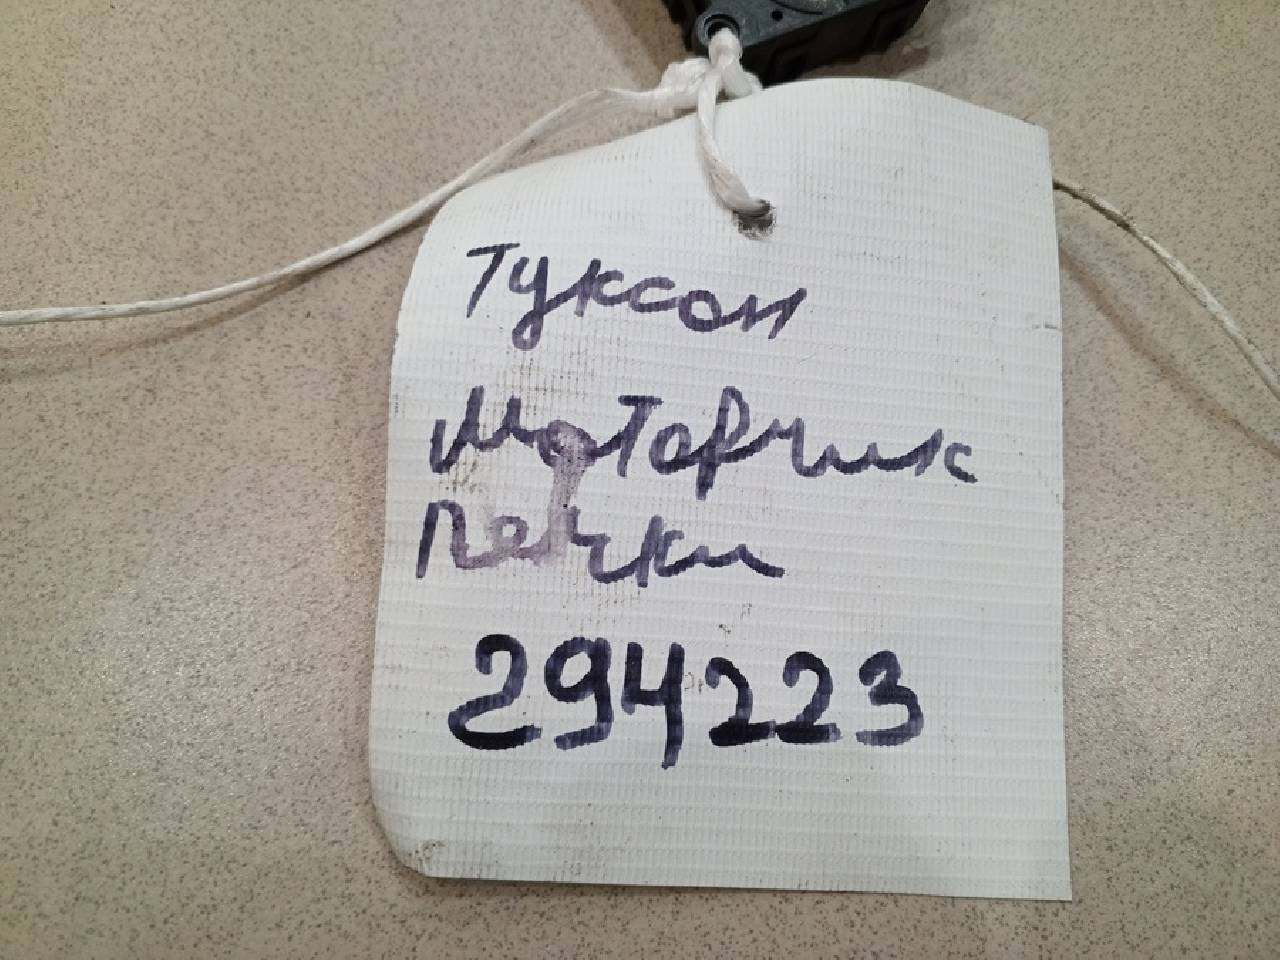 Туксон
Моторчик
Печки
294223